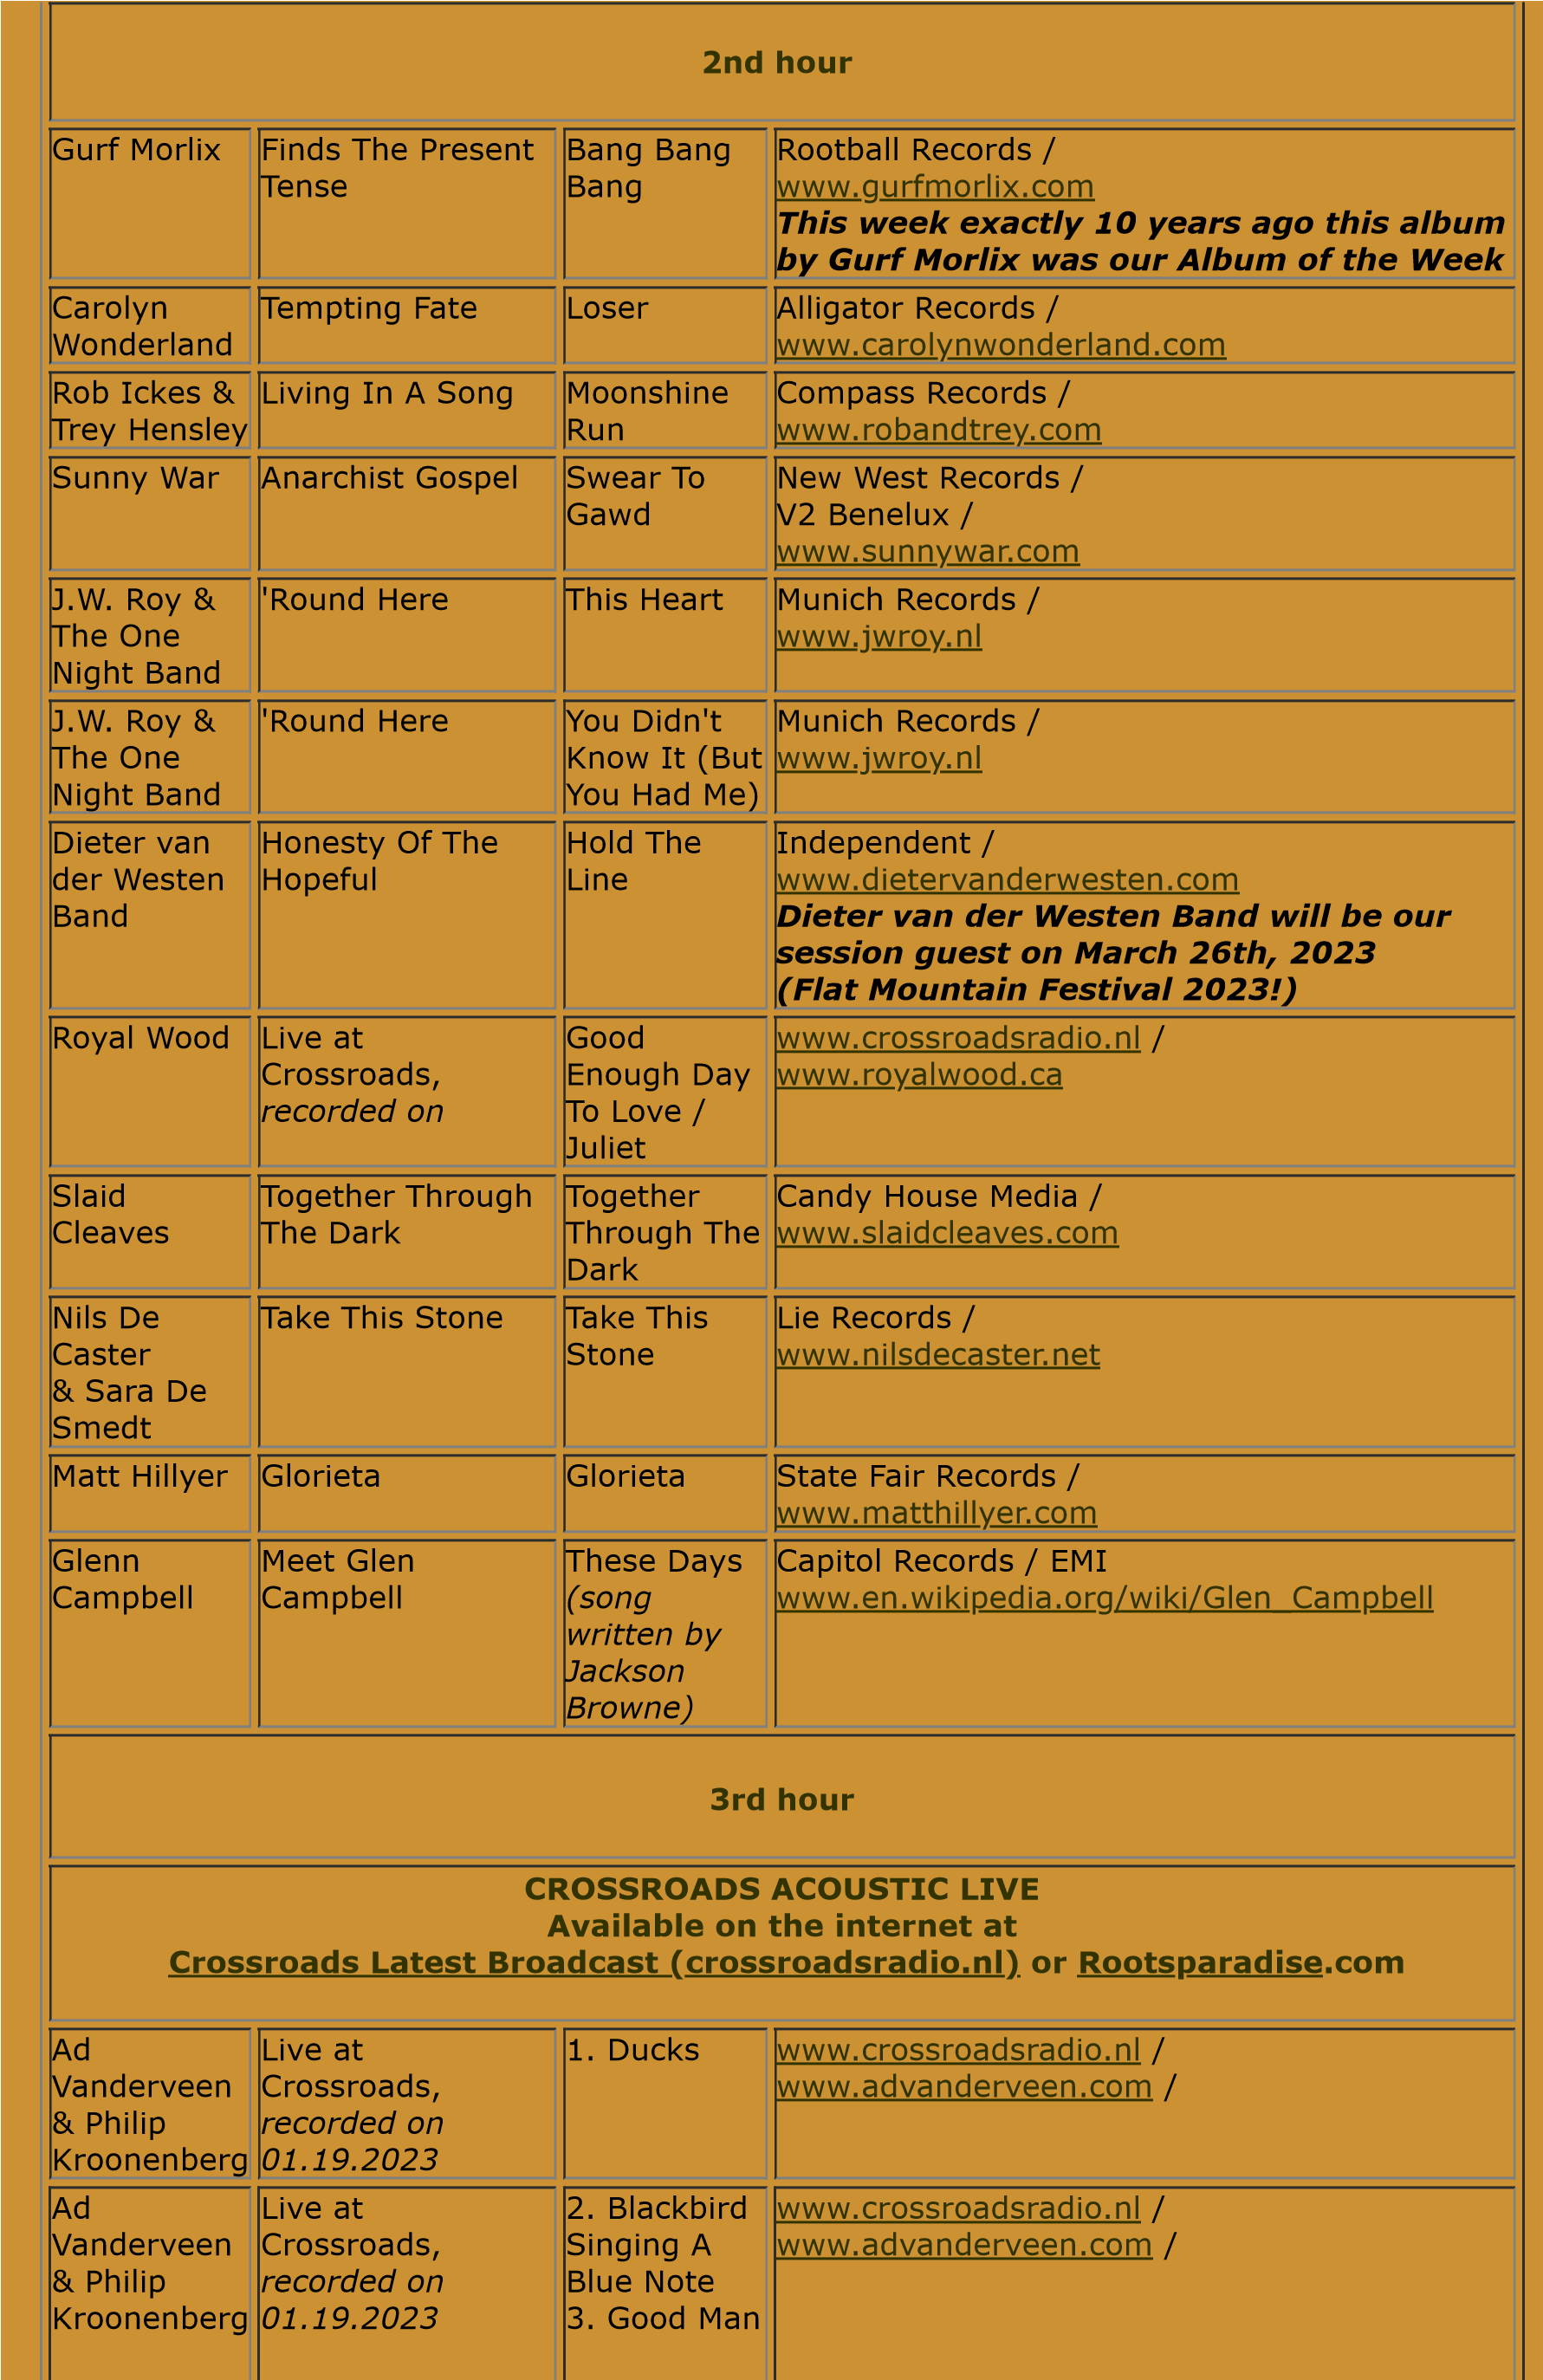 2nd hour
Gurf Morlix
Finds The Present
Tense
Bang Bang
Bang
Rootball Records /
www.gurfmorlix.com
This week exactly 10 years ago this album
by Gurf Morlix was our Album of the Week
Carolyn
Wonderland
Tempting Fate
Loser
Alligator Records /
www.carolynwonderland.com
Rob Ickes &
Trey Hensley
Living In A Song
Moonshine
Run
Compass Records /
www.robandtrey.com
Sunny War
Anarchist Gospel
Swear To
Gawd
New West Records /
V2 Benelux /
www.sunnywar.com
J.W. Roy &
The One
Night Band
'Round Here
This Heart
Munich Records /
www.jwroy.nl
J.W. Roy &
The One
Night Band
'Round Here
You Didn't
Know It (But
You Had Me)
Munich Records /
www.jwroy.nl
Dieter van
der Westen
Band
Honesty Of The
Hopeful
Hold The
Line
Independent /
www.dietervanderwesten.com
Dieter van der Westen Band will be our
session guest on March 26th, 2023
(Flat Mountain Festival 2023!)
Royal Wood
Live at
Crossroads,
recorded on
Good
Enough Day
To Love /
Juliet
www.crossroadsradio.nl /
www.royalwood.ca
Slaid
Cleaves
Together Through
The Dark
Together
Through The
Dark
Candy House Media /
www.slaidcleaves.com
Nils De
Caster
& Sara De
Smedt
Take This Stone
Take This
Stone
Lie Records /
www.nilsdecaster.net
Matt Hillyer
Glorieta
Glorieta
State Fair Records /
www.matthillyer.com
Glenn
Campbell
Meet Glen
Campbell
These Days
(song
written by
Jackson
Browne)
Capitol Records / EMI
www.en.wikipedia.org/wiki/Glen_Campbell
3rd hour
CROSSROADS ACOUSTIC LIVE
Available on the internet at
Crossroads Latest Broadcast (crossroadsradio.nl) or Rootsparadise.com
Ad
Vanderveen
& Philip
Kroonenberg
Live at
Crossroads,
recorded on
01.19.2023
1. Ducks
www.crossroadsradio.nl /
www.advanderveen.com /
Ad
Vanderveen
& Philip
Kroonenberg
Live at
Crossroads,
recorded on
01.19.2023
2. Blackbird
Singing A
Blue Note
3. Good Man
www.crossroadsradio.nl /
www.advanderveen.com /